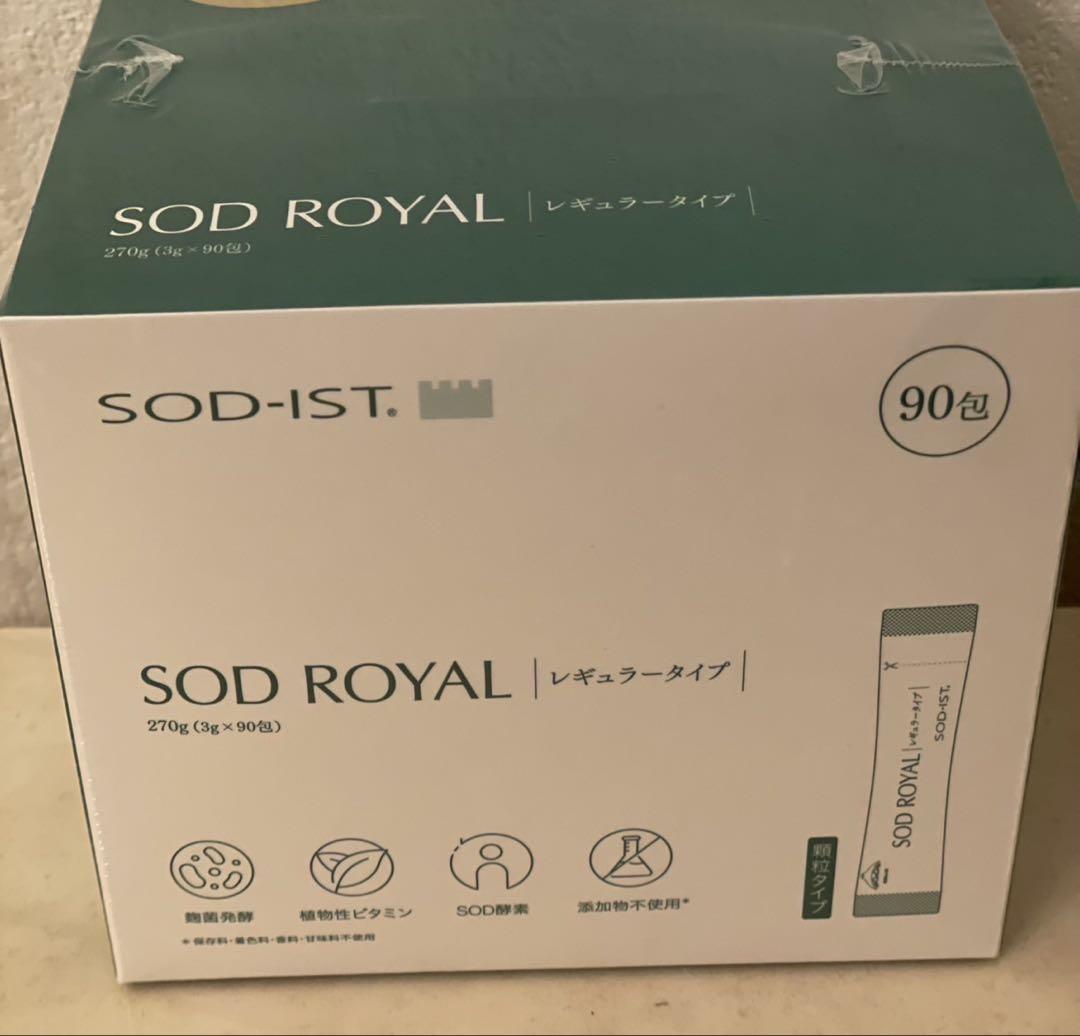 SOD ROYAL | レギュラータイプ |
270g(3g×90包)
SOD-IST®
90包
SOD ROYAL | レギュラータイプ |
270g(3g×90包)
SOD ROYAL | レギュラータイプ |
SOD-IST®
顆粒タイプ
麹菌発酵
植物性ビタミン
SOD酵素
添加物不使用*
*保存料・着色料・香料・甘味料不使用